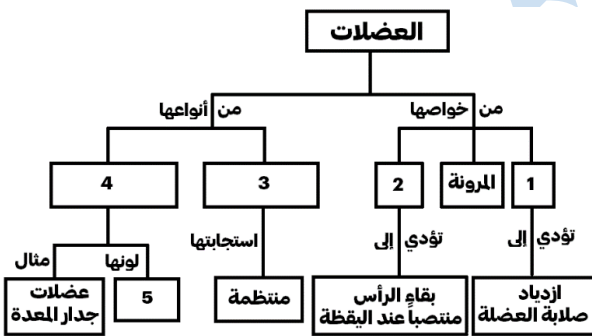 العضلات
من خواصها
من أنواعها
1
المرونة
2
3
4
تؤدي إلى
تؤدي إلى
استجابتها
لونها
مثال
ازدياد
صلابة العضلة
بقاء الرأس
منتصباً عند اليقظة
منتظمة
5
عضلات
جدار المعدة